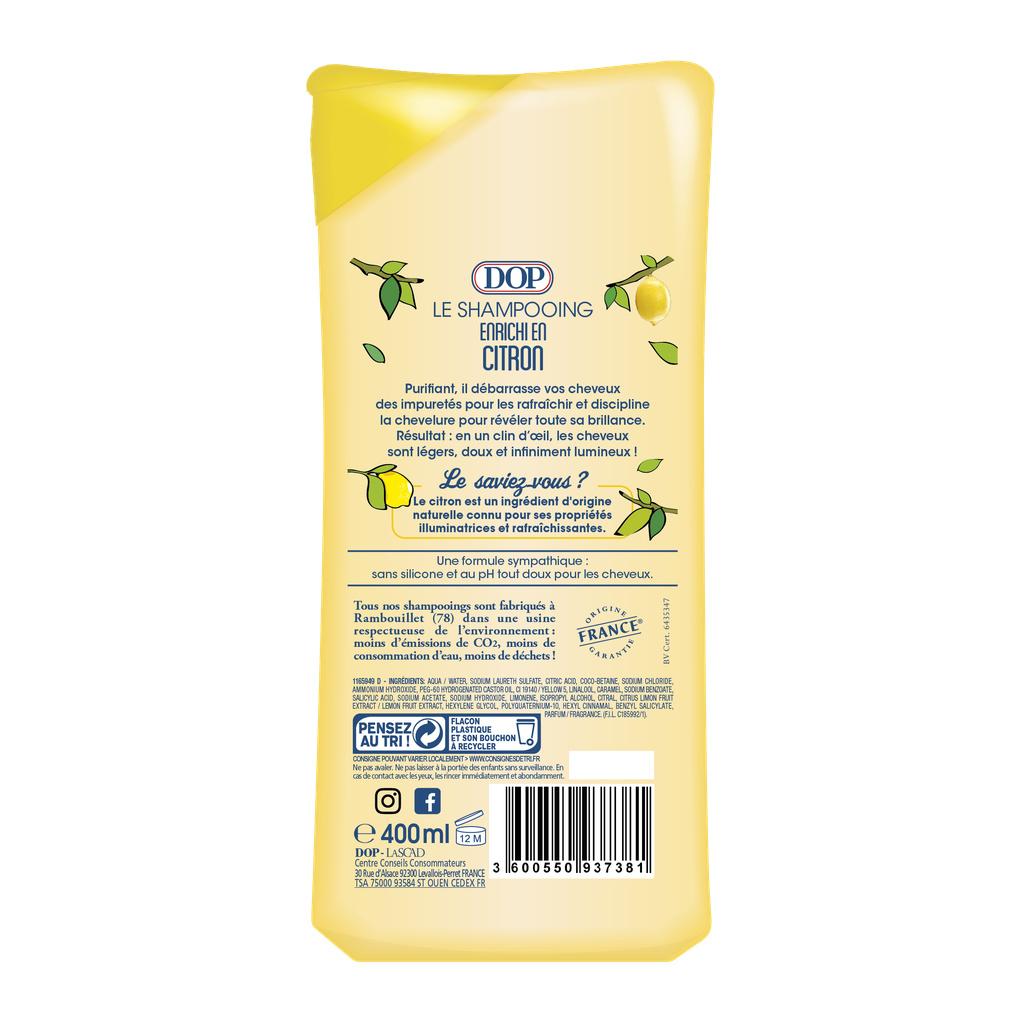 DOP
LE SHAMPOOING
ENRICHI EN
CITRON
Purifiant, il débarrasse vos cheveux
des impuretés pour les rafraîchir et discipline
la chevelure pour révéler toute sa brillance.
Résultat : en un clin d'œil, les cheveux
sont légers, doux et infiniment lumineux !
Le saviez-vous ?
Le citron est un ingrédient d'origine
naturelle connu pour ses propriétés
illuminatrices et rafraîchissantes.
Une formule sympathique :
sans silicone et au pH tout doux pour les cheveux.
Tous nos shampooings sont fabriqués à
Rambouillet (78) dans une usine
respectueuse de l'environnement :
moins d'émissions de CO2, moins de
consommation d'eau, moins de déchets !
ORIGINE
FRANCE®
GARANTIE
BV Cert. 6435347
1165949 D - INGRÉDIENTS: AQUA / WATER, SODIUM LAURETH SULFATE, CITRIC ACID, COCO-BETAINE, SODIUM CHLORIDE,
AMMONIUM HYDROXIDE, PEG-60 HYDROGENATED CASTOR OIL, CI 19140 / YELLOW 5, LINALOOL, CARAMEL, SODIUM BENZOATE,
SALICYLIC ACID, SODIUM ACETATE, SODIUM HYDROXIDE, LIMONENE, ISOPROPYL ALCOHOL, CITRAL, CITRUS LIMON FRUIT
EXTRACT / LEMON FRUIT EXTRACT, HEXYLENE GLYCOL, POLYQUATERNIUM-10, HEXYL CINNAMAL, BENZYL SALICYLATE,
PARFUM / FRAGRANCE. (F.I.L. C185992/1).
PENSEZ
AU TRI !
FLACON
PLASTIQUE
ET SON BOUCHON
À RECYCLER
CONSIGNE POUVANT VARIER LOCALEMENT > WWW.CONSIGNESDETRI.FR
Ne pas avaler. Ne pas laisser à la portée des enfants sans surveillance. En
cas de contact avec les yeux, les rincer immédiatement et abondamment.
℮ 400 ml
12 M
DOP - LASCAD
Centre Conseils Consommateurs
30 Rue d'Alsace 92300 Levallois-Perret FRANCE
TSA 75000 93584 ST OUEN CEDEX FR
3 600550 937381